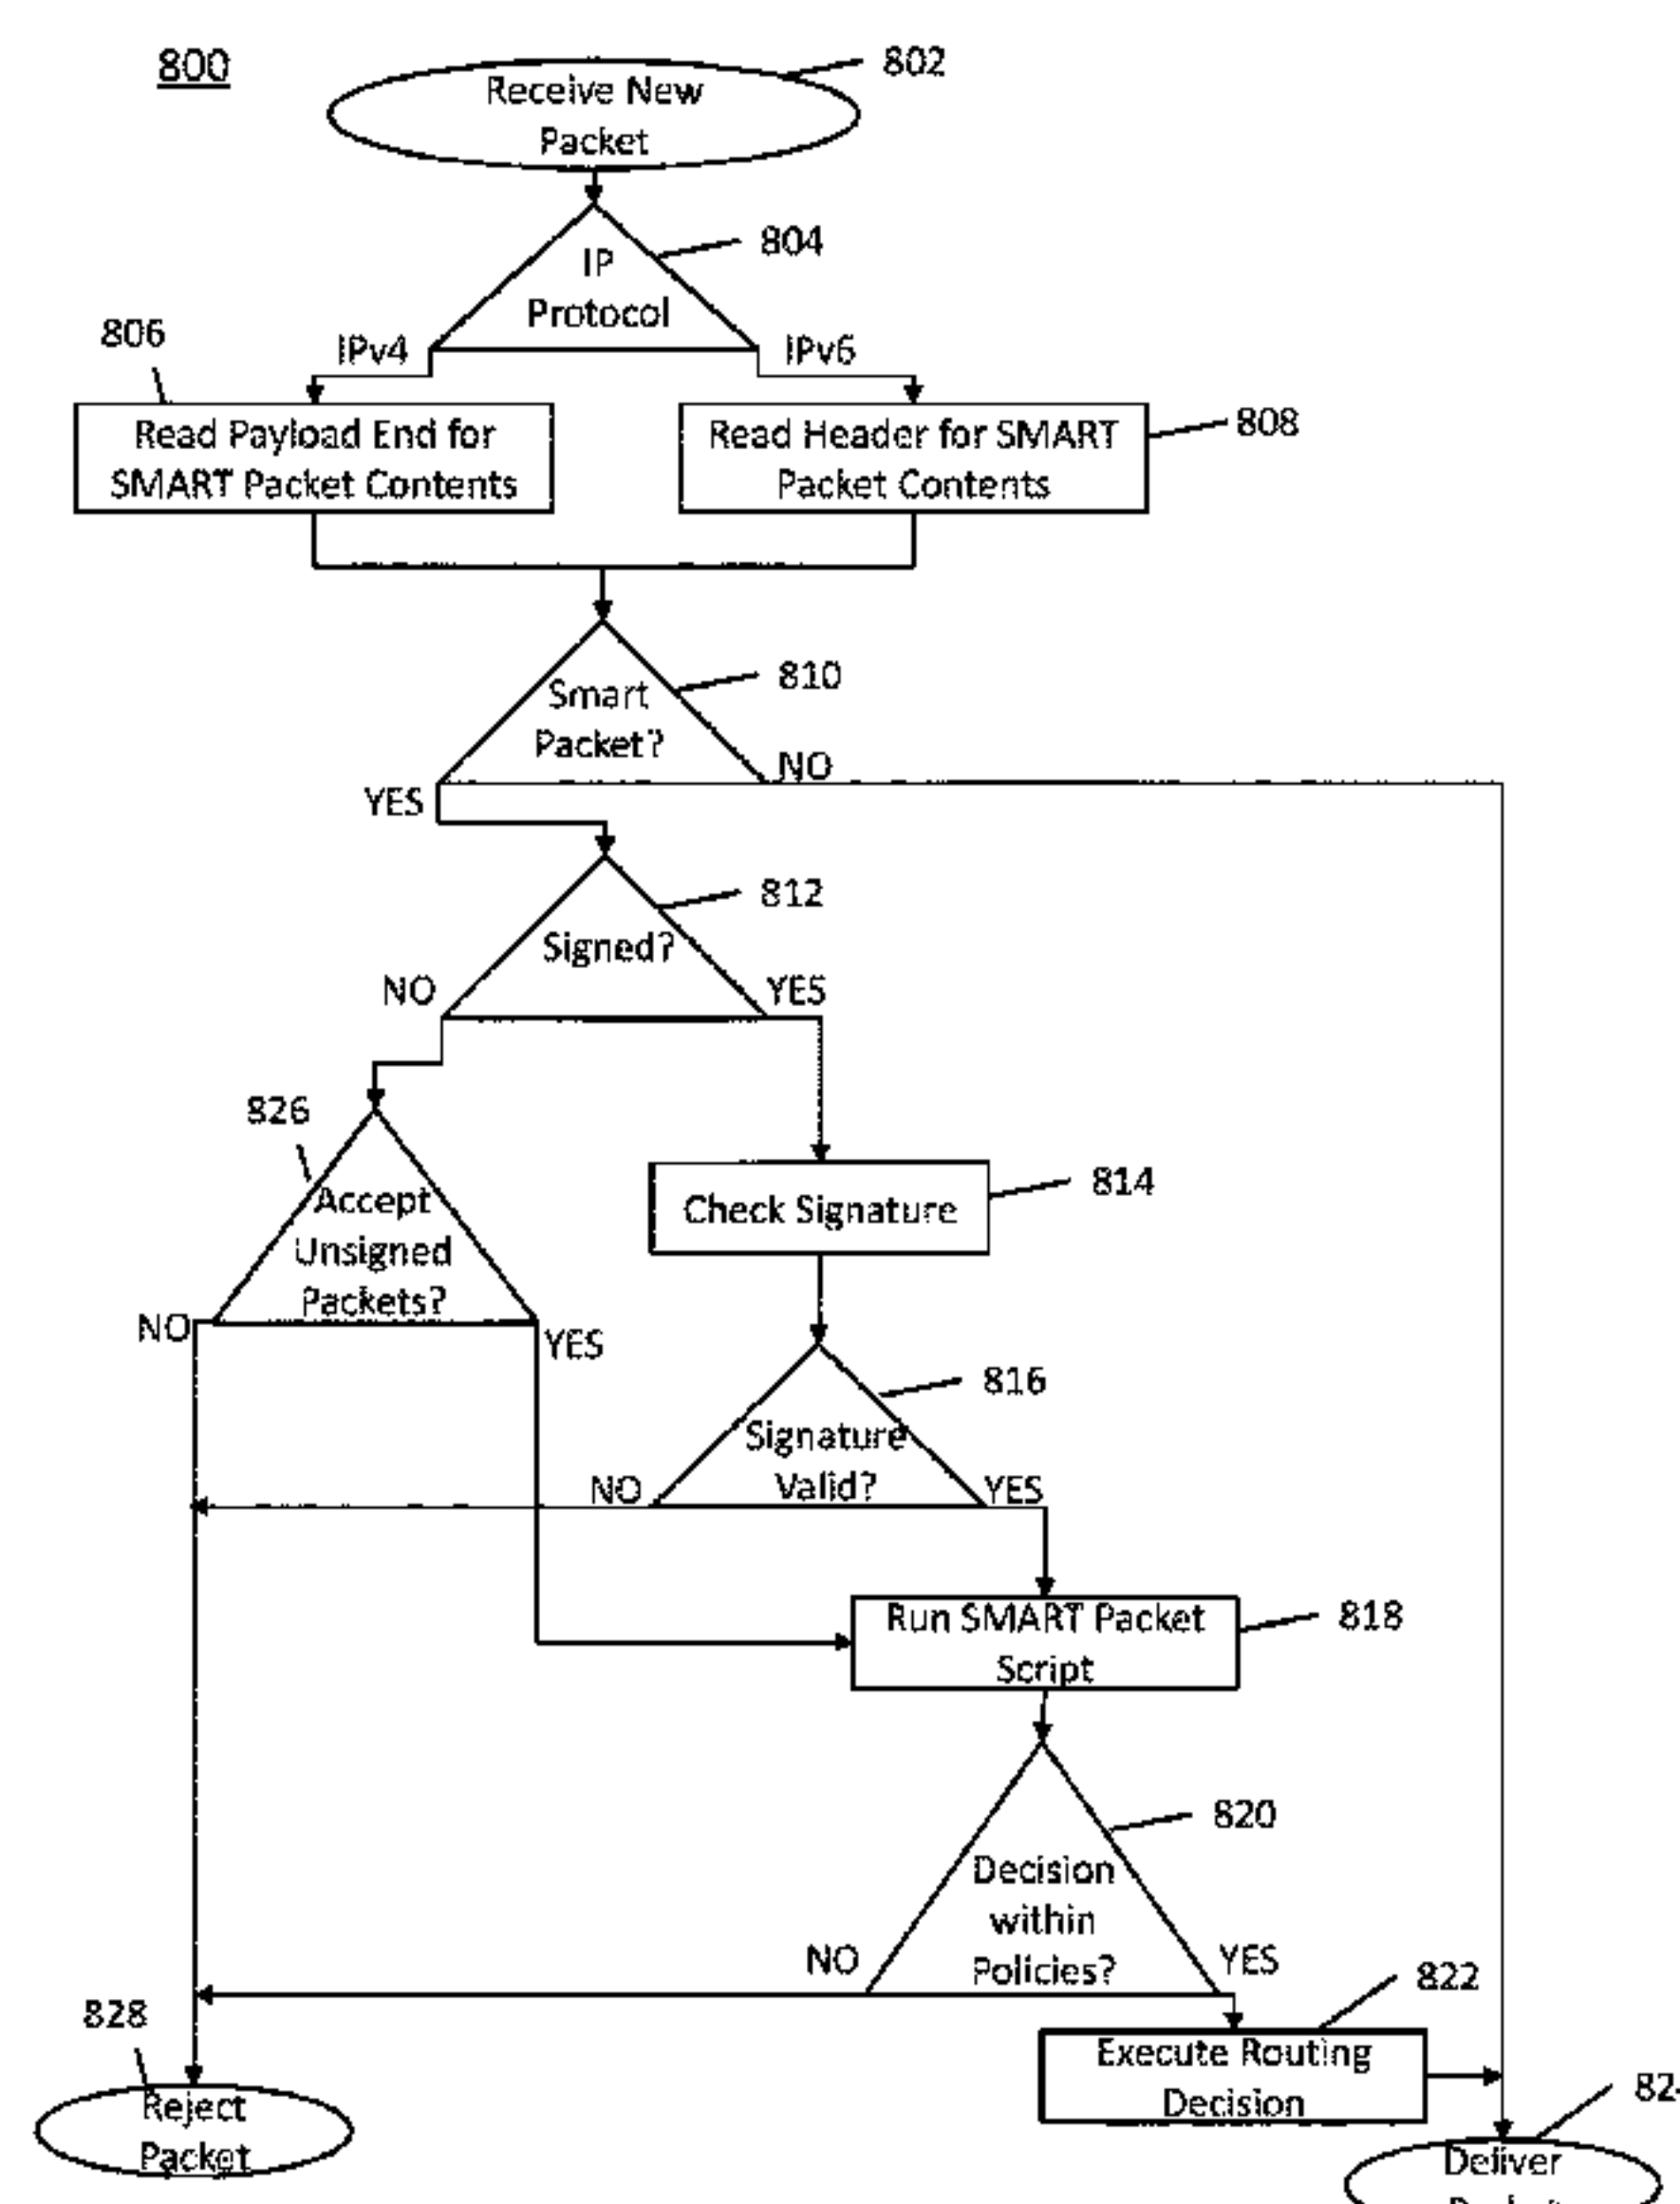 800
802
Receive New
Packet
804
IP
Protocol
806
IPv4
IPv6
Read Payload End for
SMART Packet Contents
Read Header for SMART
Packet Contents
808
810
Smart
Packet?
NO
YES
812
Signed?
NO
YES
826
Accept
Unsigned
Packets?
NO
YES
814
Check Signature
816
Signature
Valid?
NO
YES
Run SMART Packet
Script
818
820
Decision
within
Policies?
NO
YES
822
Execute Routing
Decision
828
Reject
Packet
Deliver